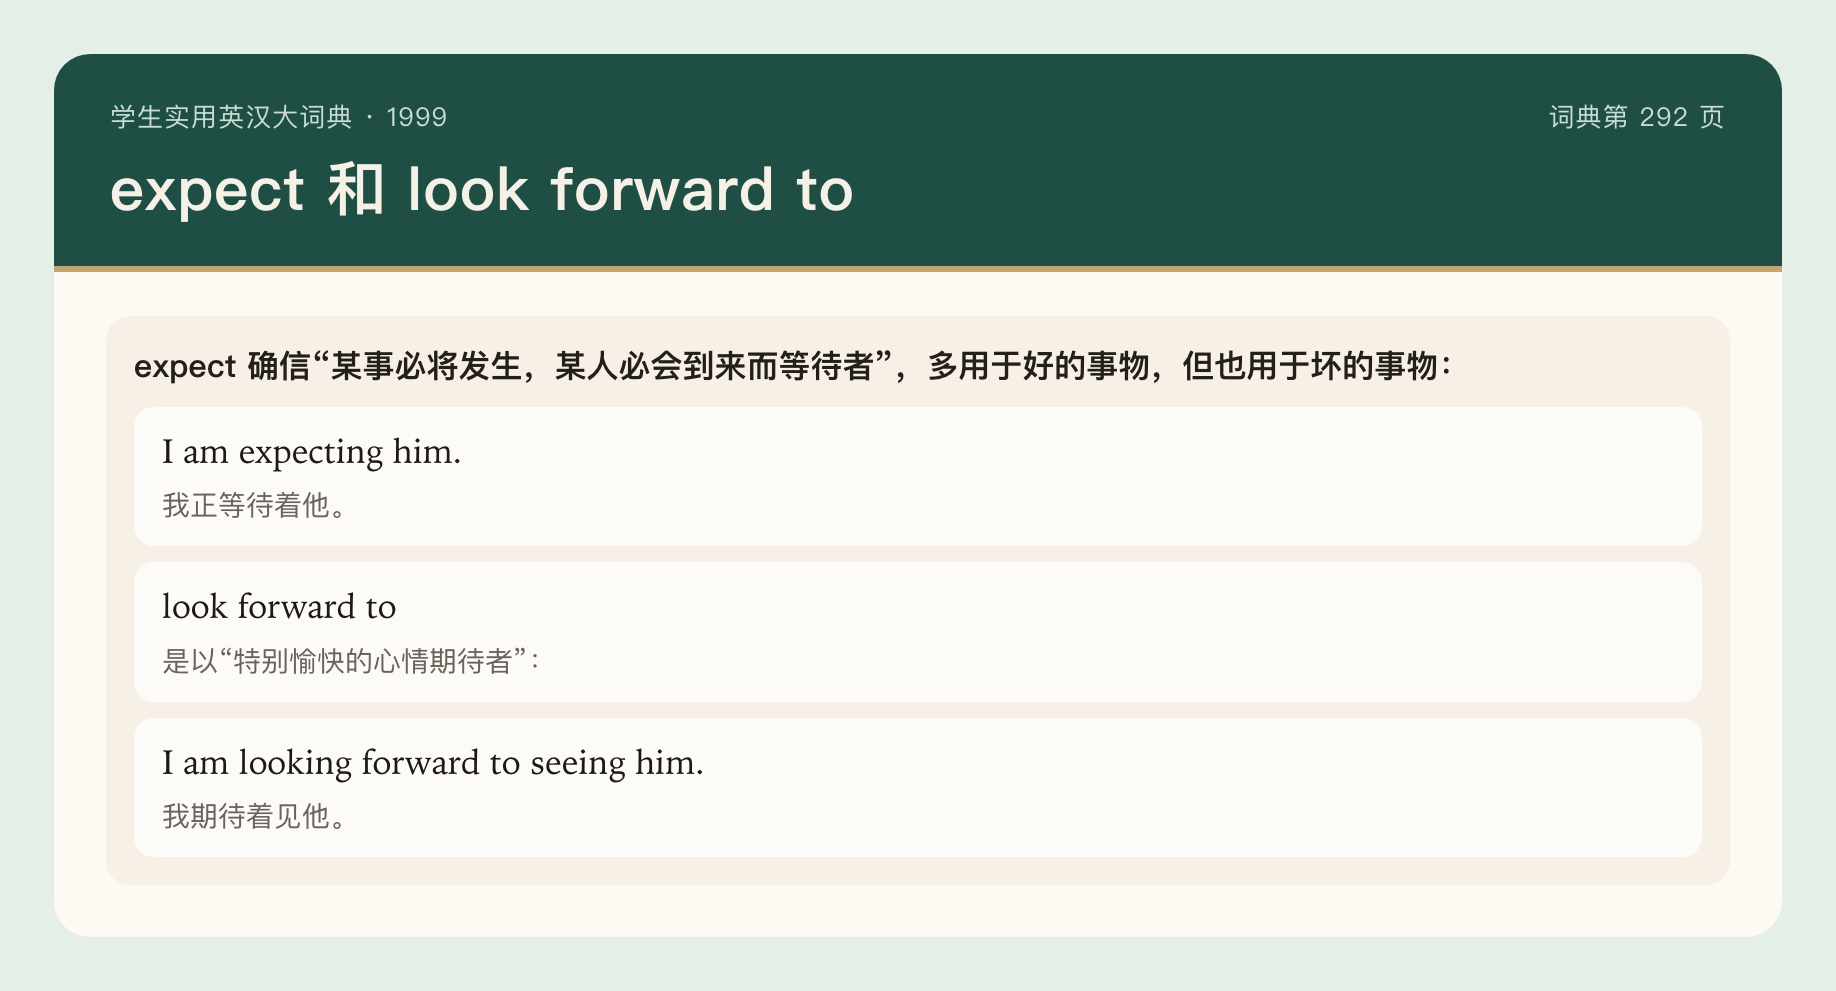 学生实用英汉大词典 · 1999
词典第 292 页
expect 和 look forward to
expect 确信“某事必将发生，某人必会到来而等待者”，多用于好的事物，但也用于坏的事物：
I am expecting him.
我正等待着他。
look forward to
是以“特别愉快的心情期待者”：
I am looking forward to seeing him.
我期待着见他。